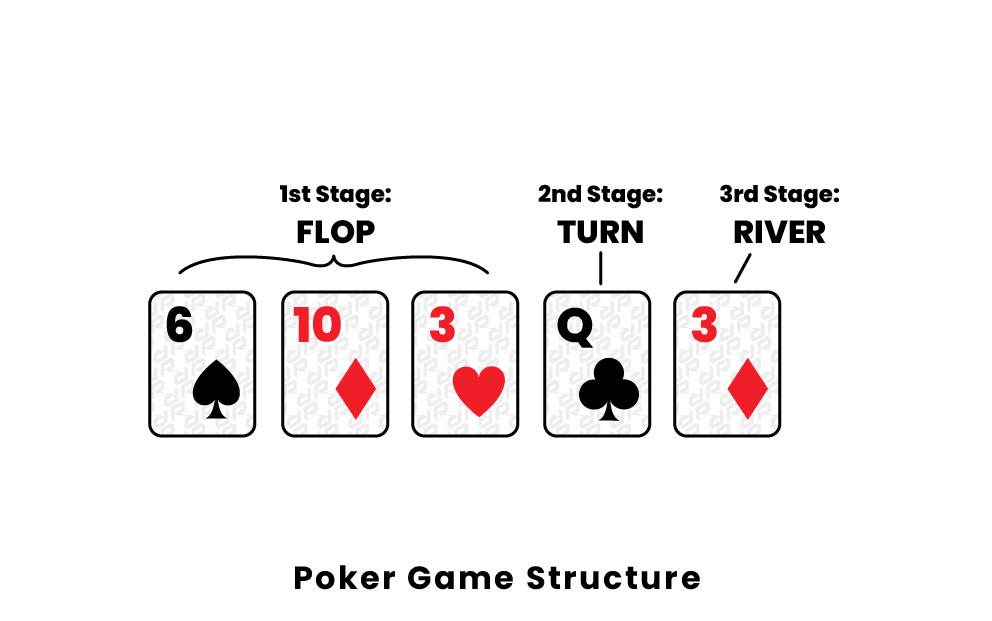 1st Stage: 2nd Stage: 3rd Stage:
FLOP TURN RIVER
6 10 3 Q 3
Poker Game Structure